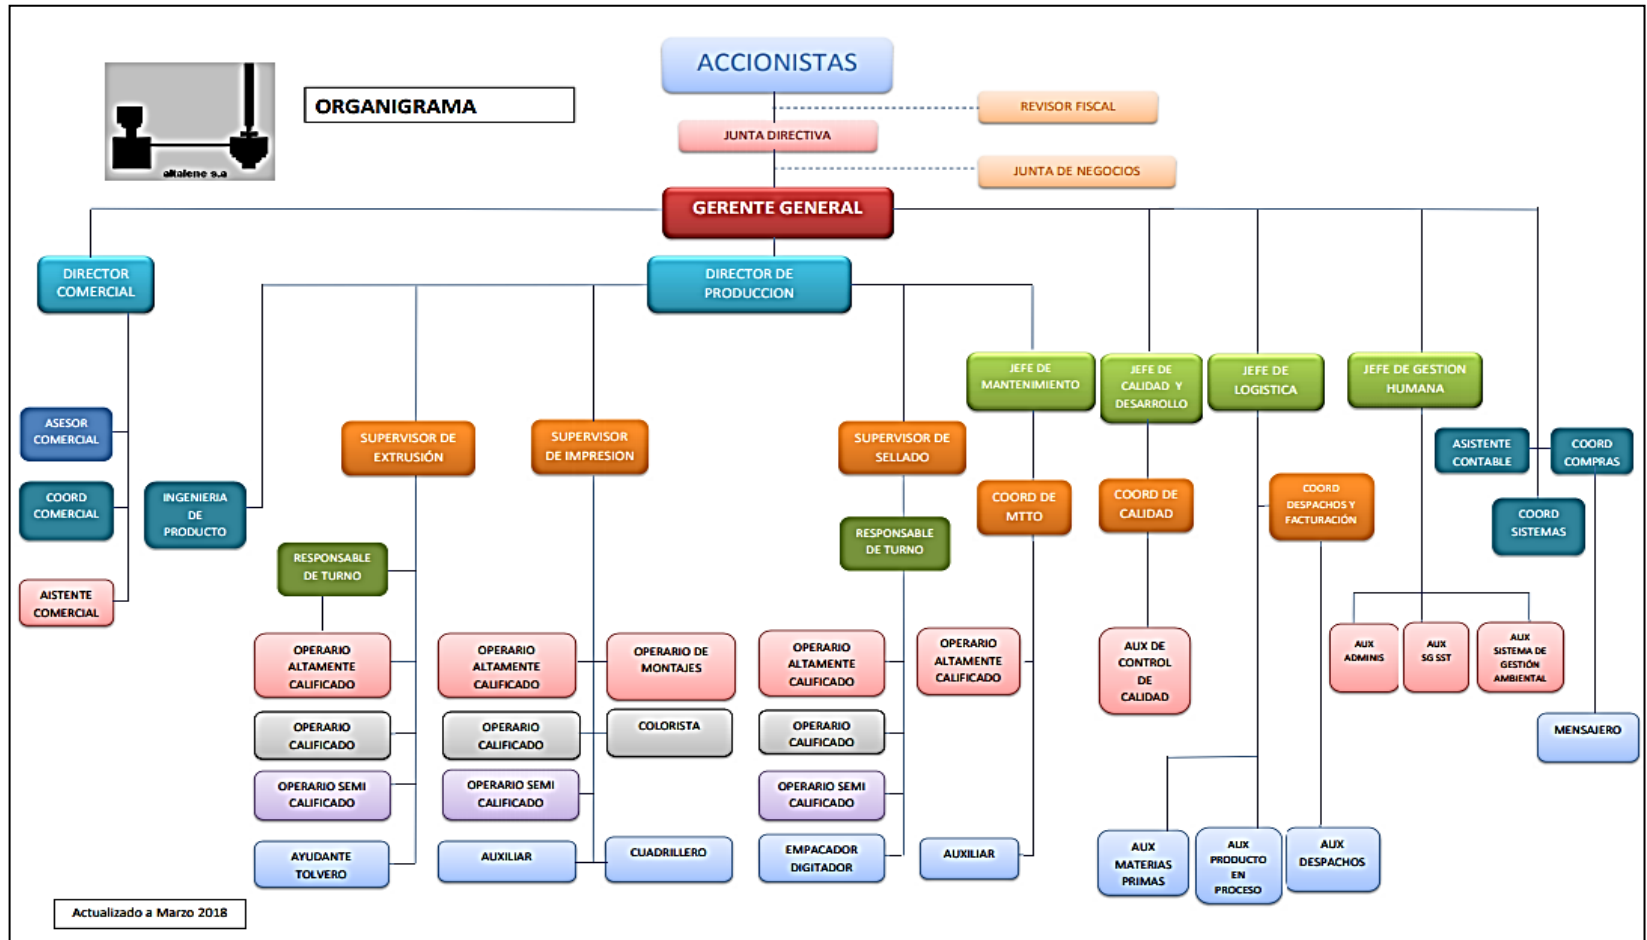 ACCIONISTAS
altalene s.a
ORGANIGRAMA
REVISOR FISCAL
JUNTA DIRECTIVA
JUNTA DE NEGOCIOS
GERENTE GENERAL
DIRECTOR
COMERCIAL
DIRECTOR DE
PRODUCCION
JEFE DE
MANTENIMIENTO
JEFE DE
CALIDAD Y
DESARROLLO
JEFE DE
LOGISTICA
JEFE DE GESTION
HUMANA
ASESOR
COMERCIAL
SUPERVISOR DE
EXTRUSIÓN
SUPERVISOR
DE IMPRESION
SUPERVISOR DE
SELLADO
ASISTENTE
CONTABLE
COORD
COMPRAS
COORD
COMERCIAL
INGENIERIA
DE
PRODUCTO
COORD DE
MTTO
COORD DE
CALIDAD
COORD
DESPACHOS Y
FACTURACIÓN
COORD
SISTEMAS
RESPONSABLE
DE TURNO
RESPONSABLE
DE TURNO
AISTENTE
COMERCIAL
OPERARIO
ALTAMENTE
CALIFICADO
OPERARIO
ALTAMENTE
CALIFICADO
OPERARIO DE
MONTAJES
OPERARIO
ALTAMENTE
CALIFICADO
OPERARIO
ALTAMENTE
CALIFICADO
AUX DE
CONTROL
DE
CALIDAD
AUX
ADMINIS
AUX
SG SST
AUX
SISTEMA DE
GESTIÓN
AMBIENTAL
OPERARIO
CALIFICADO
OPERARIO
CALIFICADO
COLORISTA
OPERARIO
CALIFICADO
MENSAJERO
OPERARIO SEMI
CALIFICADO
OPERARIO SEMI
CALIFICADO
OPERARIO SEMI
CALIFICADO
AYUDANTE
TOLVERO
AUXILIAR
CUADRILLERO
EMPACADOR
DIGITADOR
AUXILIAR
AUX
MATERIAS
PRIMAS
AUX
PRODUCTO
EN
PROCESO
AUX
DESPACHOS
Actualizado a Marzo 2018